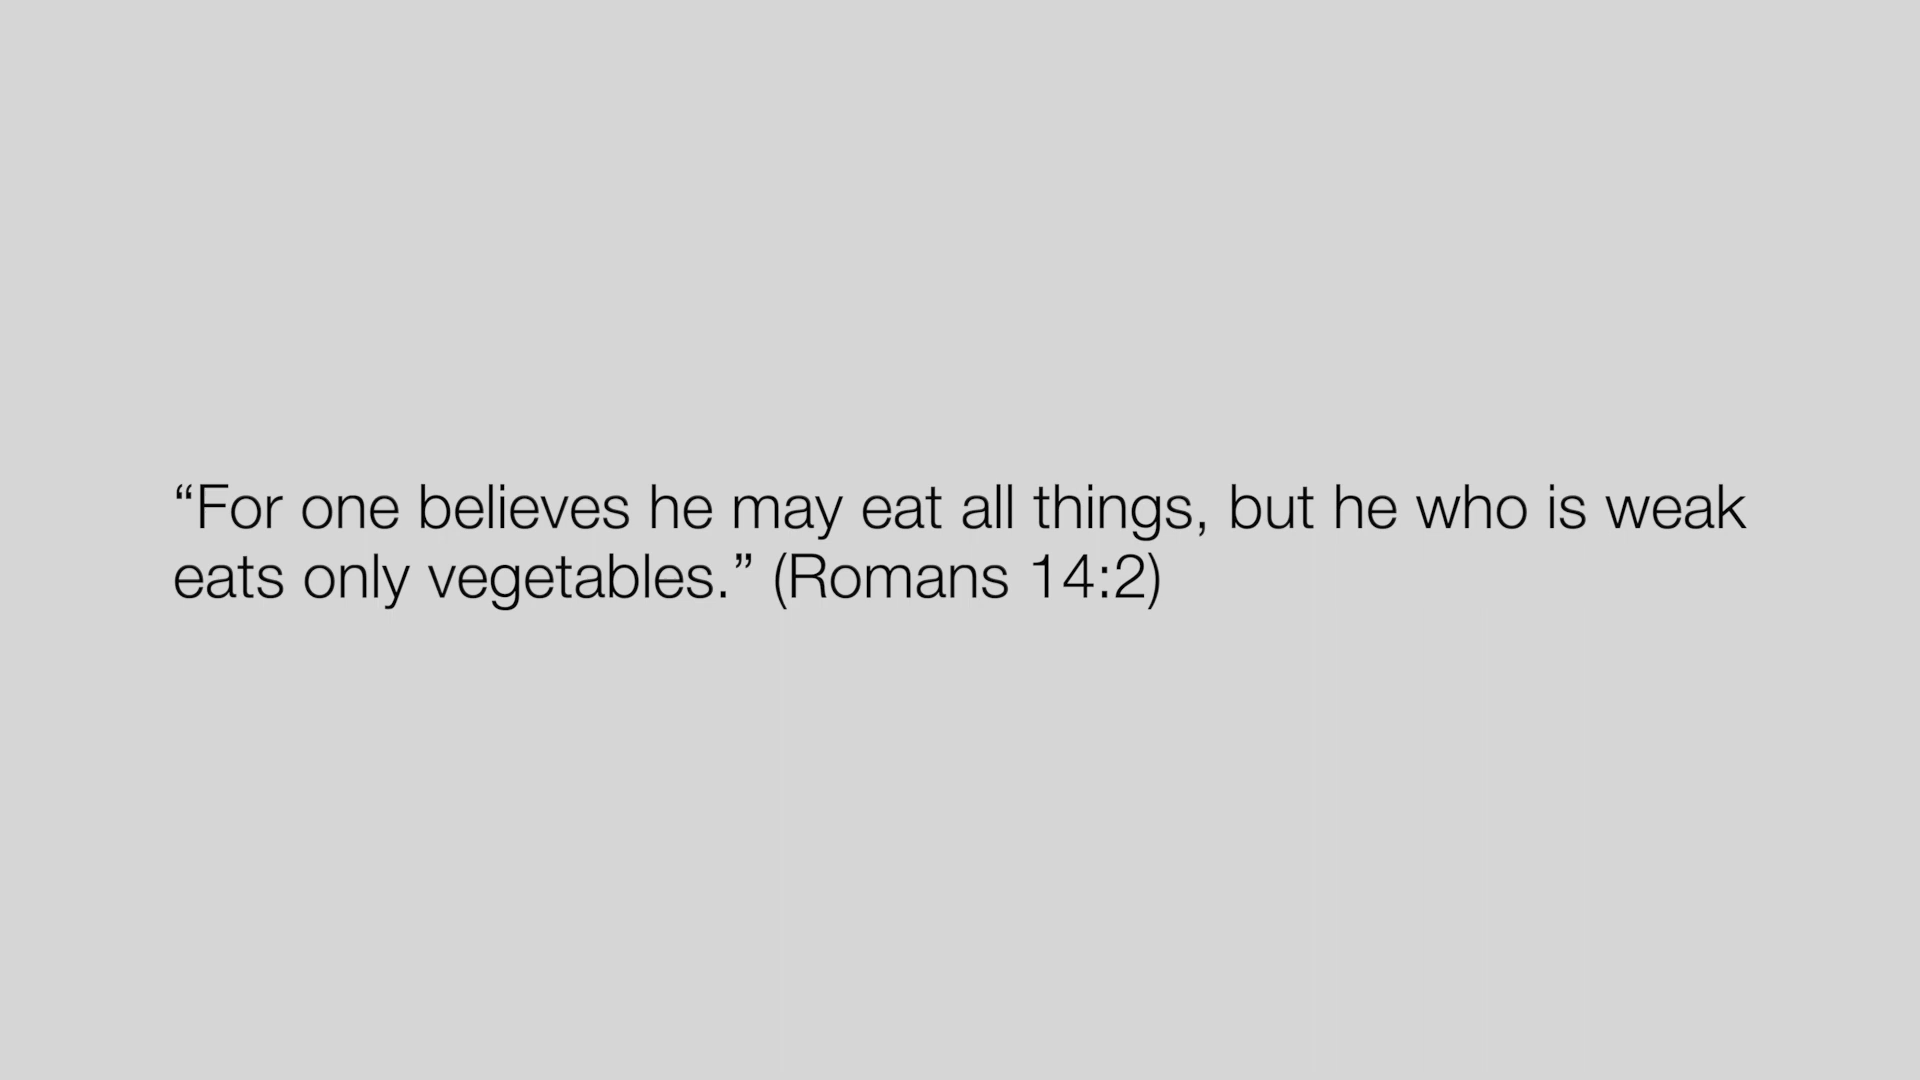 “For one believes he may eat all things, but he who is weak
eats only vegetables.” (Romans 14:2)